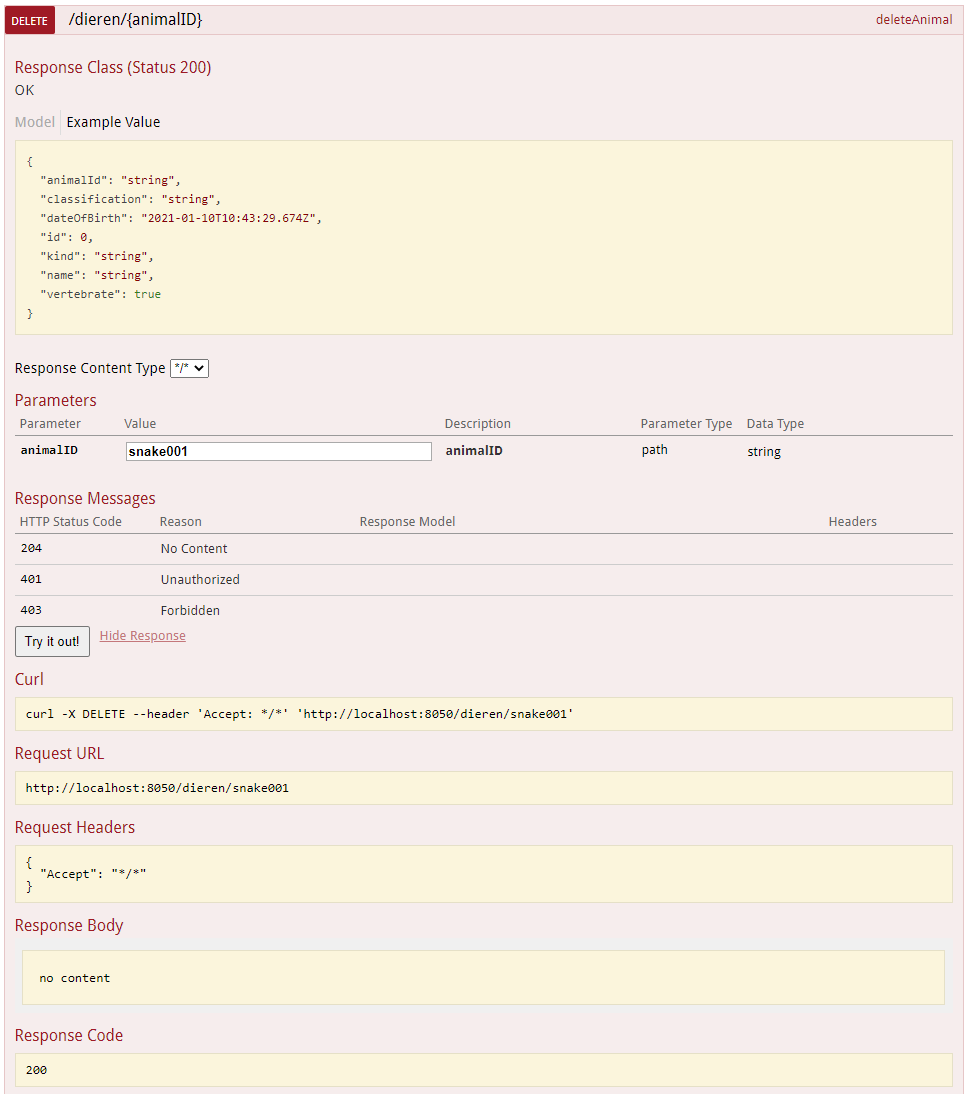 DELETE /dieren/{animalID} deleteAnimal
Response Class (Status 200)
OK
Model Example Value
{
"animalId": "string",
"classification": "string",
"dateOfBirth": "2021-01-10T10:43:29.674Z",
"id": 0,
"kind": "string",
"name": "string",
"vertebrate": true
}
Response Content Type */*
Parameters
Parameter Value Description Parameter Type Data Type
animalID snake001 animalID path string
Response Messages
HTTP Status Code Reason Response Model Headers
204 No Content
401 Unauthorized
403 Forbidden
Try it out! Hide Response
Curl
curl -X DELETE --header 'Accept: */*' 'http://localhost:8050/dieren/snake001'
Request URL
http://localhost:8050/dieren/snake001
Request Headers
{
"Accept": "*/*"
}
Response Body
no content
Response Code
200